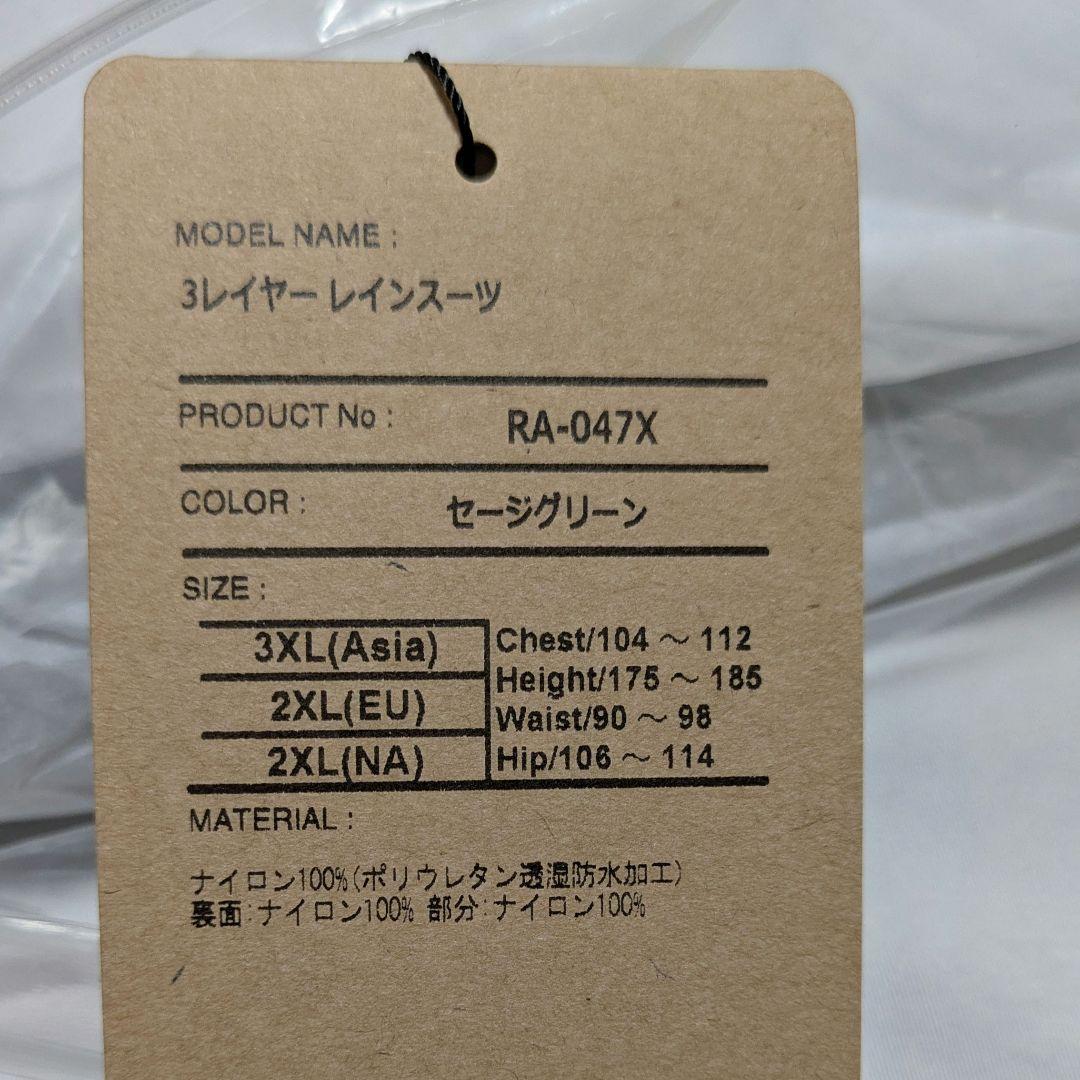 MODEL NAME :
3レイヤー レインスーツ
PRODUCT No : RA-047X
COLOR : セージグリーン
SIZE :
3XL(Asia)
2XL(EU)
2XL(NA)
Chest/104 ～ 112
Height/175 ～ 185
Waist/90 ～ 98
Hip/106 ～ 114
MATERIAL :
ナイロン100%(ポリウレタン透湿防水加工)
裏面:ナイロン100% 部分:ナイロン100%